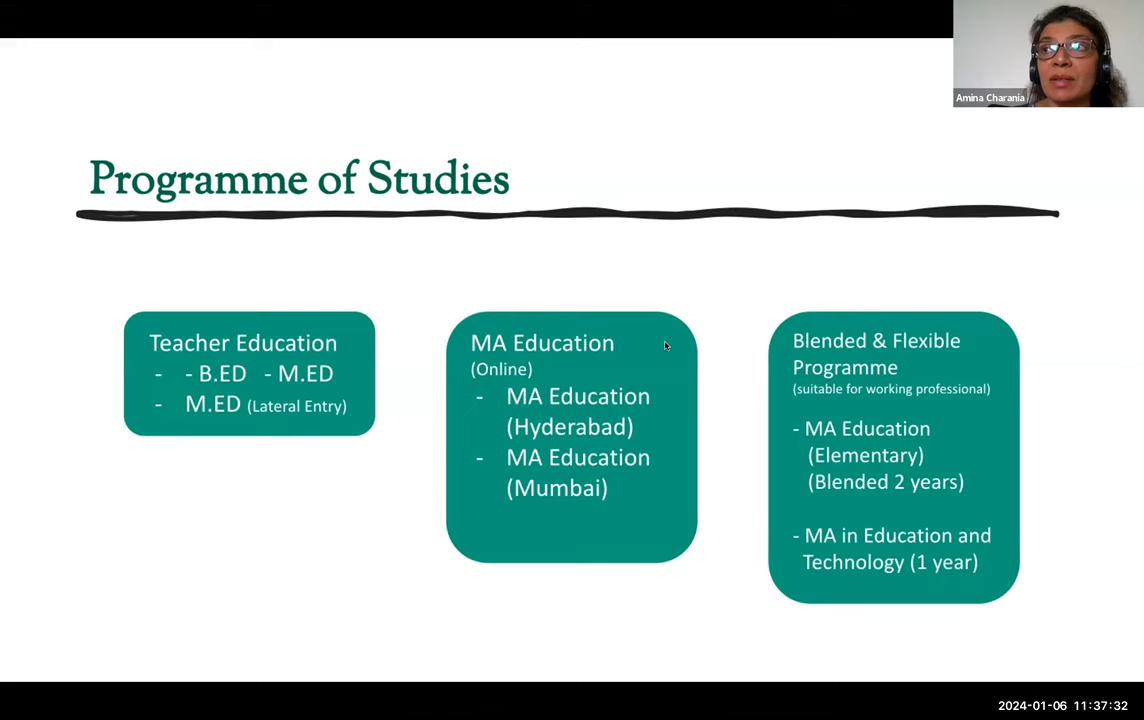 Amina Charania
Programme of Studies
Teacher Education
- - B.ED - M.ED
- M.ED (Lateral Entry)
MA Education
(Online)
- MA Education
(Hyderabad)
- MA Education
(Mumbai)
Blended & Flexible
Programme
(suitable for working professional)
- MA Education
(Elementary)
(Blended 2 years)
- MA in Education and
Technology (1 year)
2024-01-06 11:37:32